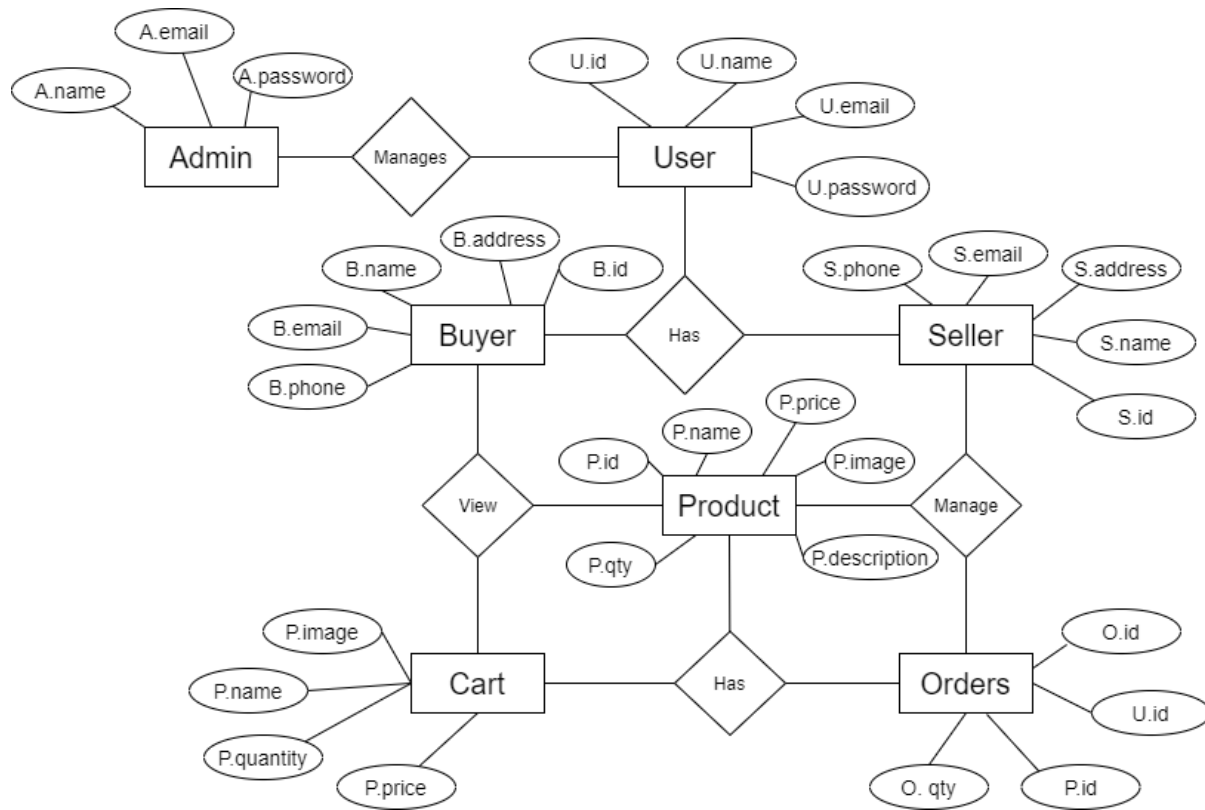 A.email
U.id
U.name
A.name
A.password
U.email
Admin
Manages
User
U.password
B.address
B.name
B.id
S.phone
S.email
S.address
B.email
Buyer
Has
Seller
S.name
B.phone
S.id
P.price
P.name
P.id
P.image
View
Product
Manage
P.qty
P.description
P.image
O.id
P.name
Cart
Has
Orders
U.id
P.quantity
P.price
O. qty
P.id